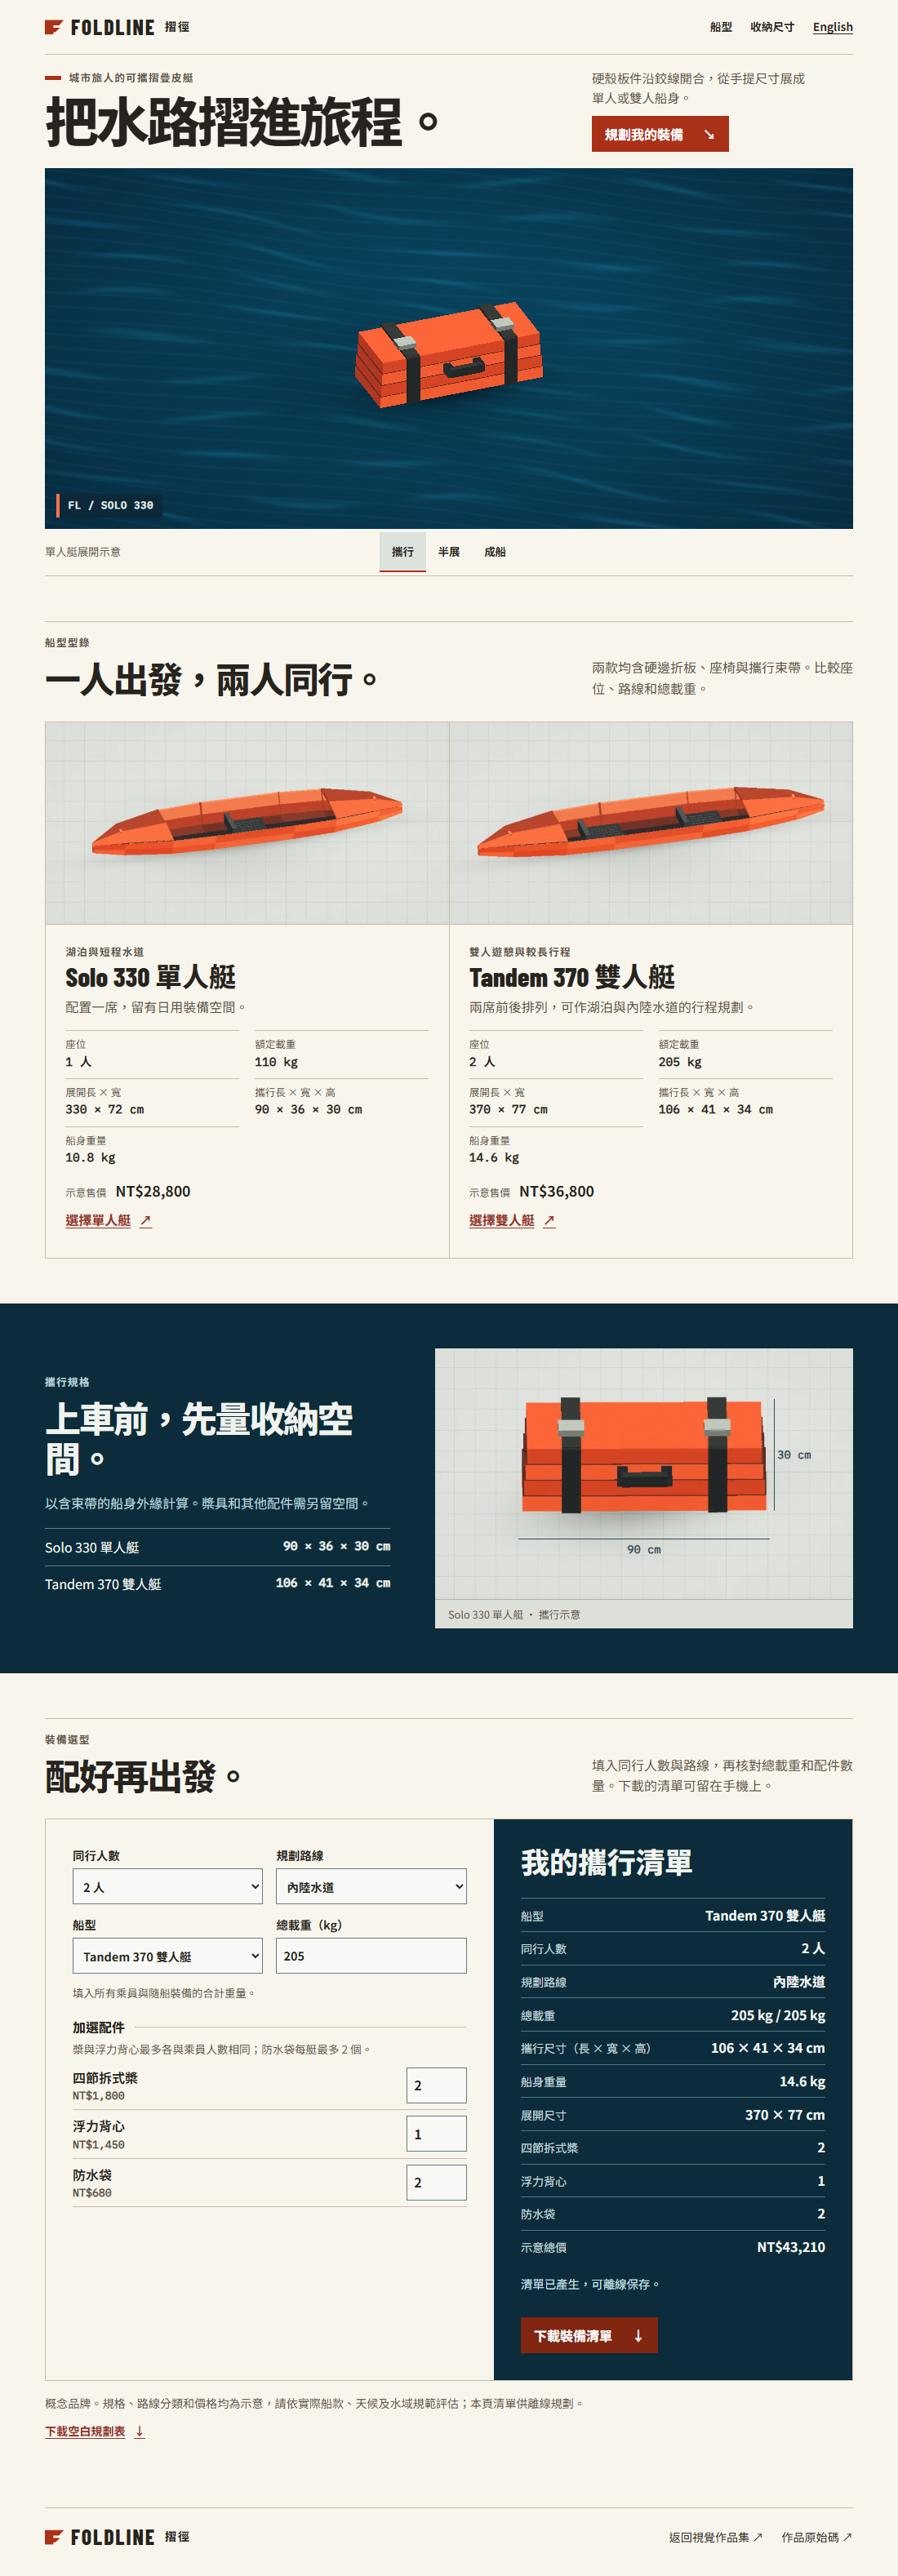 FOLDLINE 摺徑
船型 收納尺寸 English
城市旅人的可攜摺疊皮艇
把水路摺進旅程。
硬殼板件沿鉸線開合,從手提尺寸展成
單人或雙人船身。
規劃我的裝備 ↘
FL / SOLO 330
單人艇展開示意
攜行 半展 成船
船型型錄
一人出發,兩人同行。
兩款均含硬邊折板、座椅與攜行束帶。比較座
位、路線和總載重。
湖泊與短程水道
Solo 330 單人艇
配置一席,留有日用裝備空間。
座位
1 人
額定載重
110 kg
展開長 × 寬
330 × 72 cm
攜行長 × 寬 × 高
90 × 36 × 30 cm
船身重量
10.8 kg
示意售價 NT$28,800
選擇單人艇 ↗
雙人遊憩與較長行程
Tandem 370 雙人艇
兩席前後排列,可作湖泊與內陸水道的行程規劃。
座位
2 人
額定載重
205 kg
展開長 × 寬
370 × 77 cm
攜行長 × 寬 × 高
106 × 41 × 34 cm
船身重量
14.6 kg
示意售價 NT$36,800
選擇雙人艇 ↗
攜行規格
上車前,先量收納空
間。
以含束帶的船身外緣計算。槳具和其他配件需另留空間。
Solo 330 單人艇 90 × 36 × 30 cm
Tandem 370 雙人艇 106 × 41 × 34 cm
30 cm
90 cm
Solo 330 單人艇 · 攜行示意
裝備選型
配好再出發。
填入同行人數與路線,再核對總載重和配件數
量。下載的清單可留在手機上。
同行人數
2 人
規劃路線
內陸水道
船型
Tandem 370 雙人艇
總載重(kg)
205
填入所有乘員與隨船裝備的合計重量。
加選配件
槳與浮力背心最多各與乘員人數相同;防水袋每艇最多 2 個。
四節拆式槳
NT$1,800
2
浮力背心
NT$1,450
1
防水袋
NT$680
2
我的攜行清單
船型 Tandem 370 雙人艇
同行人數 2 人
規劃路線 內陸水道
總載重 205 kg / 205 kg
攜行尺寸(長 × 寬 × 高) 106 × 41 × 34 cm
船身重量 14.6 kg
展開尺寸 370 × 77 cm
四節拆式槳 2
浮力背心 1
防水袋 2
示意總價 NT$43,210
清單已產生,可離線保存。
下載裝備清單 ↓
概念品牌。規格、路線分類和價格均為示意,請依實際船款、天候及水域規範評估;本頁清單供離線規劃。
下載空白規劃表 ↓
FOLDLINE 摺徑
返回視覺作品集 ↗ 作品原始碼 ↗